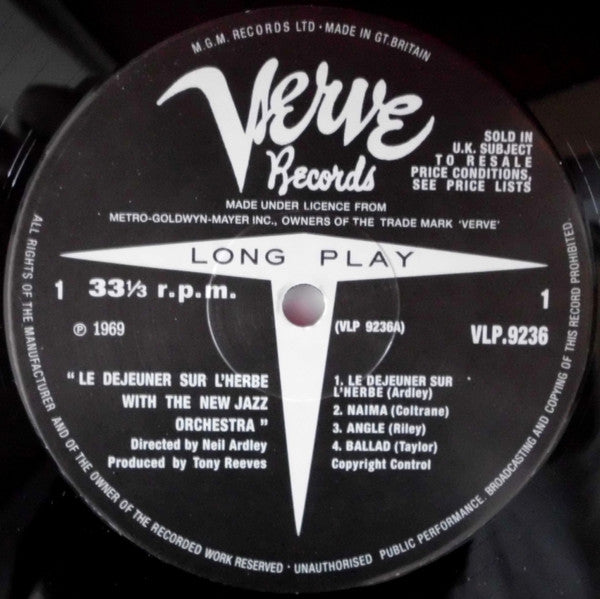 M.G.M. RECORDS LTD · MADE IN GT. BRITAIN
Verve
Records
SOLD IN
U.K. SUBJECT
TO RESALE
PRICE CONDITIONS,
SEE PRICE LISTS
MADE UNDER LICENCE FROM
METRO-GOLDWYN-MAYER INC., OWNERS OF THE TRADE MARK 'VERVE'
LONG PLAY
1 33⅓ r.p.m. 1
℗ 1969 (VLP 9236A) VLP.9236
" LE DEJEUNER SUR L'HERBE
WITH THE NEW JAZZ
ORCHESTRA "
Directed by Neil Ardley
Produced by Tony Reeves
1. LE DEJEUNER SUR
L'HERBE (Ardley)
2. NAIMA (Coltrane)
3. ANGLE (Riley)
4. BALLAD (Taylor)
Copyright Control
ALL RIGHTS OF THE MANUFACTURER AND OF THE OWNER OF THE RECORDED WORK RESERVED · UNAUTHORISED PUBLIC PERFORMANCE. BROADCASTING AND COPYING OF THIS RECORD PROHIBITED.